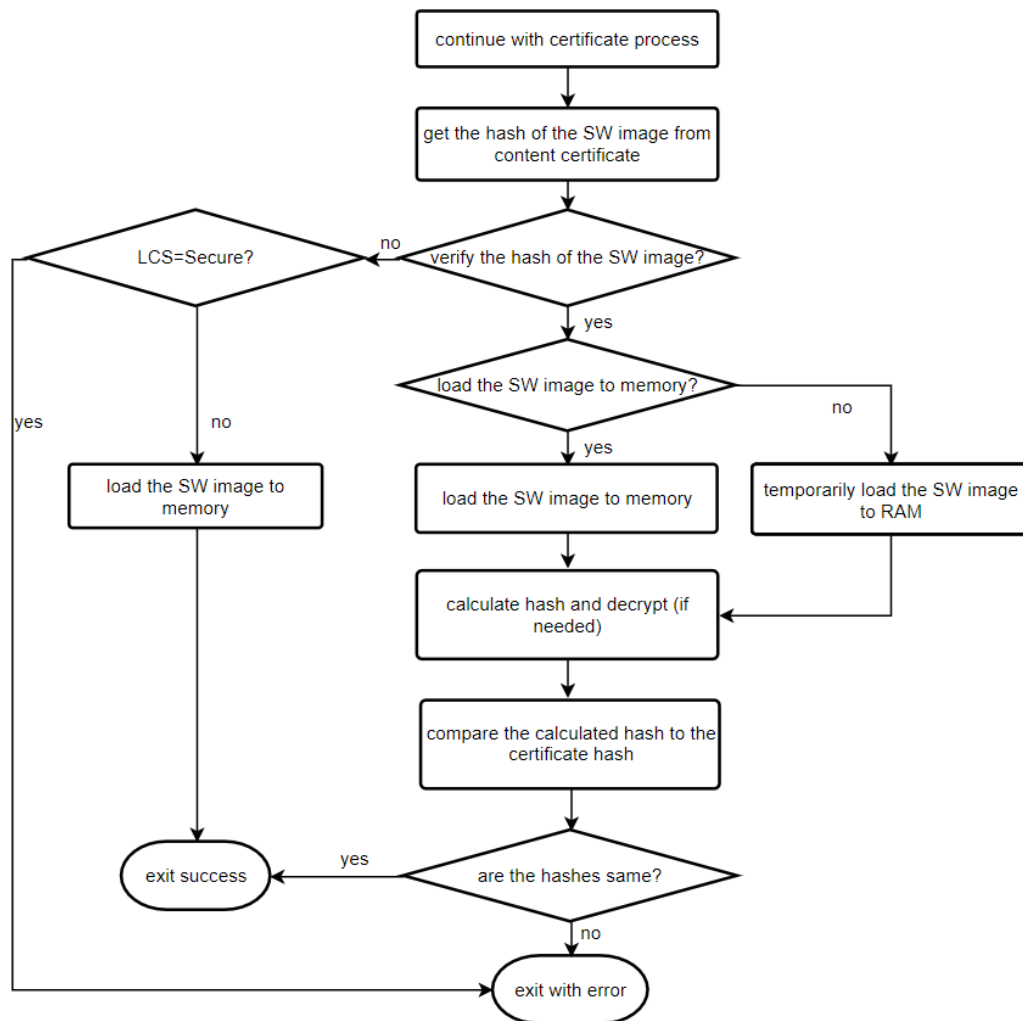 continue with certificate process
get the hash of the SW image from
content certificate
LCS=Secure?
no
verify the hash of the SW image?
yes
load the SW image to memory?
yes
no
no
yes
load the SW image to
memory
load the SW image to memory
temporarily load the SW image
to RAM
calculate hash and decrypt (if
needed)
compare the calculated hash to the
certificate hash
exit success
yes
are the hashes same?
no
exit with error